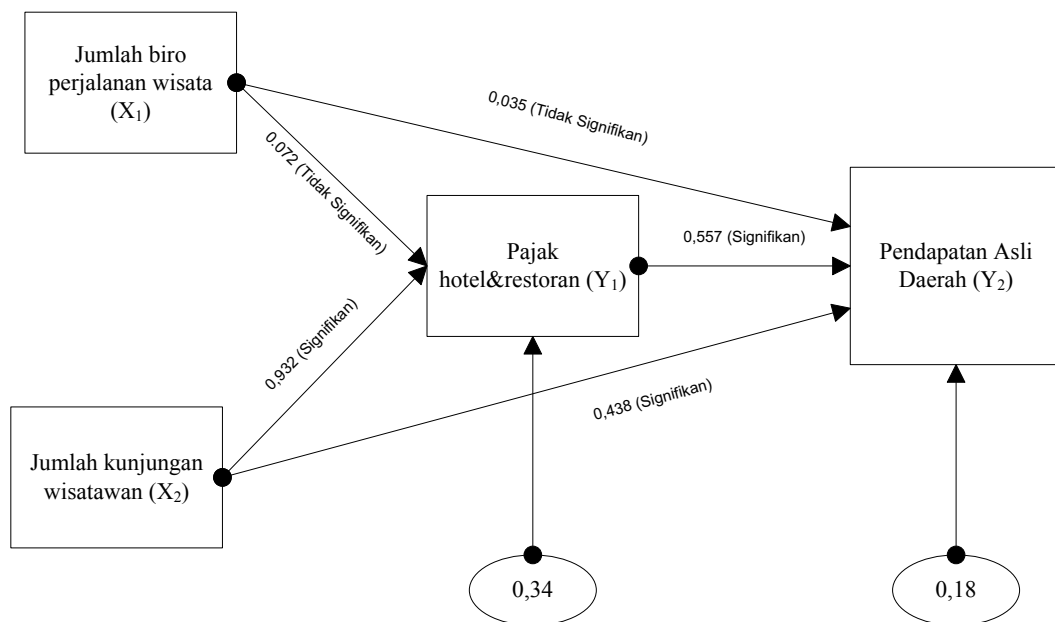 Jumlah biro
perjalanan wisata
(X₁)
0,035 (Tidak Signifikan)
0.072 (Tidak Signifikan)
Pajak
hotel&restoran (Y₁)
0,557 (Signifikan)
Pendapatan Asli
Daerah (Y₂)
0,932 (Signifikan)
0,438 (Signifikan)
Jumlah kunjungan
wisatawan (X₂)
0,34
0,18